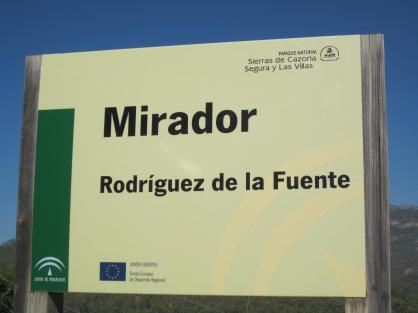 PARQUE NATURAL
Sierras de Cazorla
Segura y Las Villas
Mirador
Rodríguez de la Fuente
JUNTA DE ANDALUCIA
UNIÓN EUROPEA
Fondo Europeo
de Desarrollo Regional